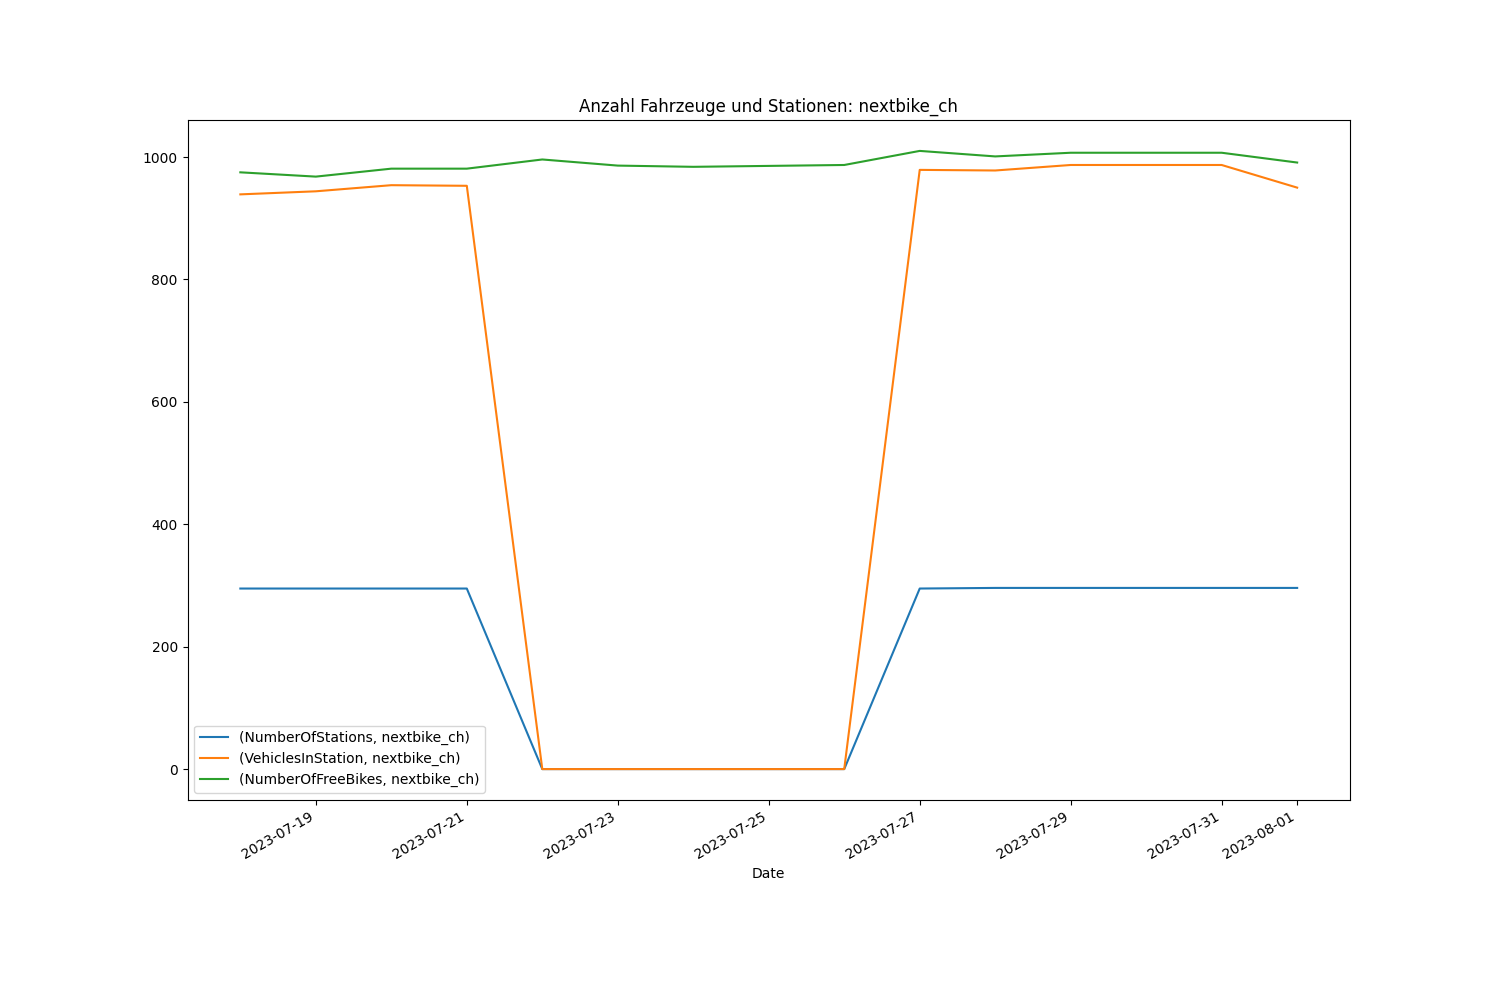 Anzahl Fahrzeuge und Stationen: nextbike_ch
1000
800
600
400
200
0
(NumberOfStations, nextbike_ch)
(VehiclesInStation, nextbike_ch)
(NumberOfFreeBikes, nextbike_ch)
2023-07-19
2023-07-21
2023-07-23
2023-07-25
2023-07-27
2023-07-29
2023-07-31
2023-08-01
Date